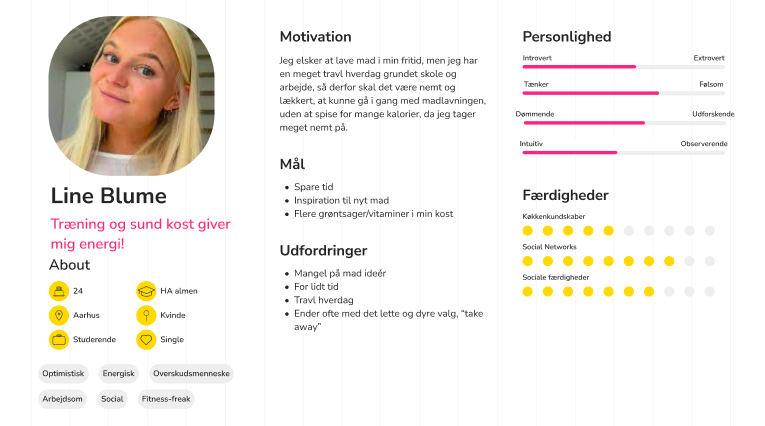 Line Blume
Træning og sund kost giver
mig energi!
About
24
HA almen
Aarhus
Kvinde
Studerende
Single
Optimistisk
Energisk
Overskudsmenneske
Arbejdsom
Social
Fitness-freak
Motivation
Jeg elsker at lave mad i min fritid, men jeg har
en meget travl hverdag grundet skole og
arbejde, så derfor skal det være nemt og
lækkert, at kunne gå i gang med madlavningen,
uden at spise for mange kalorier, da jeg tager
meget nemt på.
Mål
• Spare tid
• Inspiration til nyt mad
• Flere grøntsager/vitaminer i min kost
Udfordringer
• Mangel på mad ideér
• For lidt tid
• Travl hverdag
• Ender ofte med det lette og dyre valg, “take
away”
Personlighed
Introvert
Extrovert
Tænker
Følsom
Dømmende
Udforskende
Intuitiv
Observerende
Færdigheder
Køkkenkundskaber
Social Networks
Sociale færdigheder